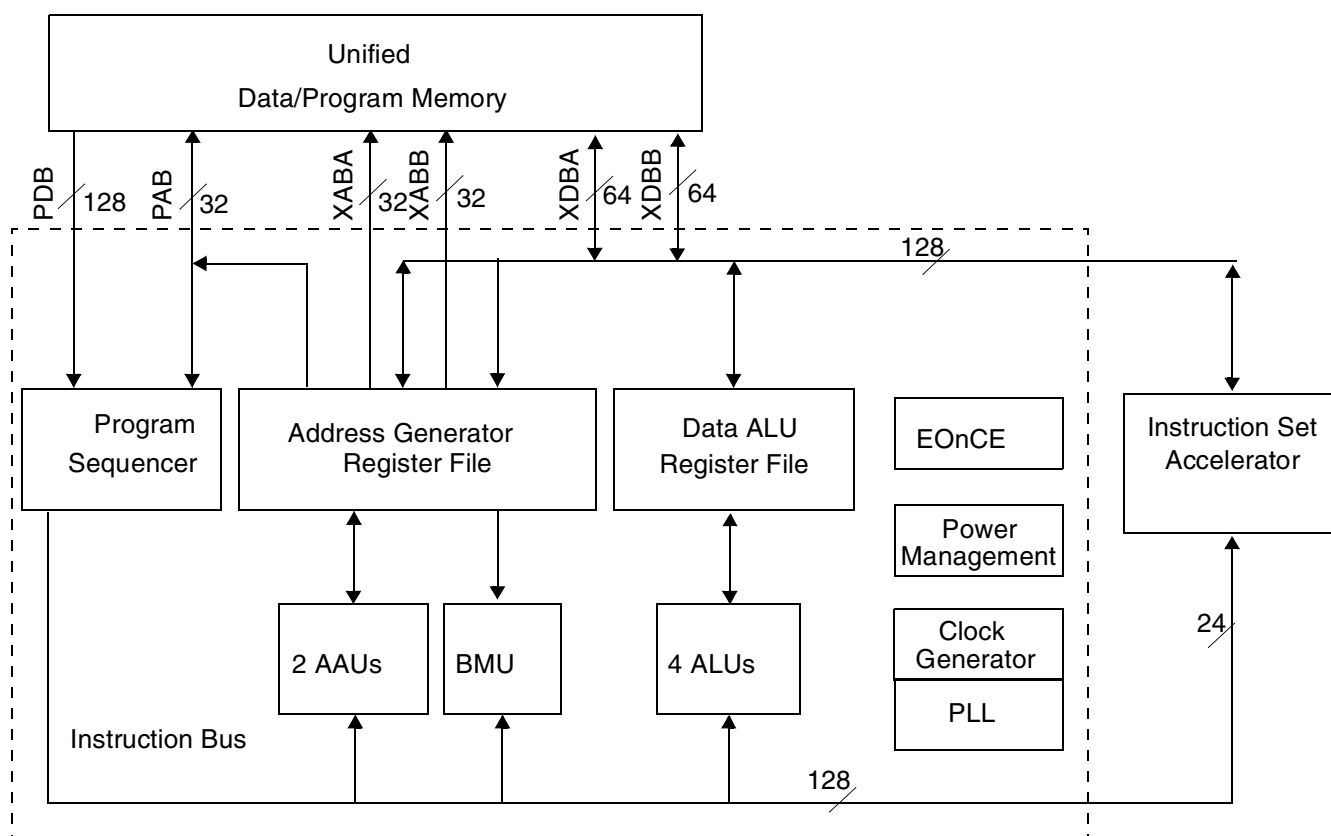 Unified
Data/Program Memory
PDB
128
PAB
32
XABA
32
XABB
32
XDBA
64
XDBB
64
128
Program
Sequencer
Address Generator
Register File
Data ALU
Register File
EOnCE
Instruction Set
Accelerator
Power
Management
2 AAUs
BMU
4 ALUs
Clock
Generator
24
PLL
Instruction Bus
128